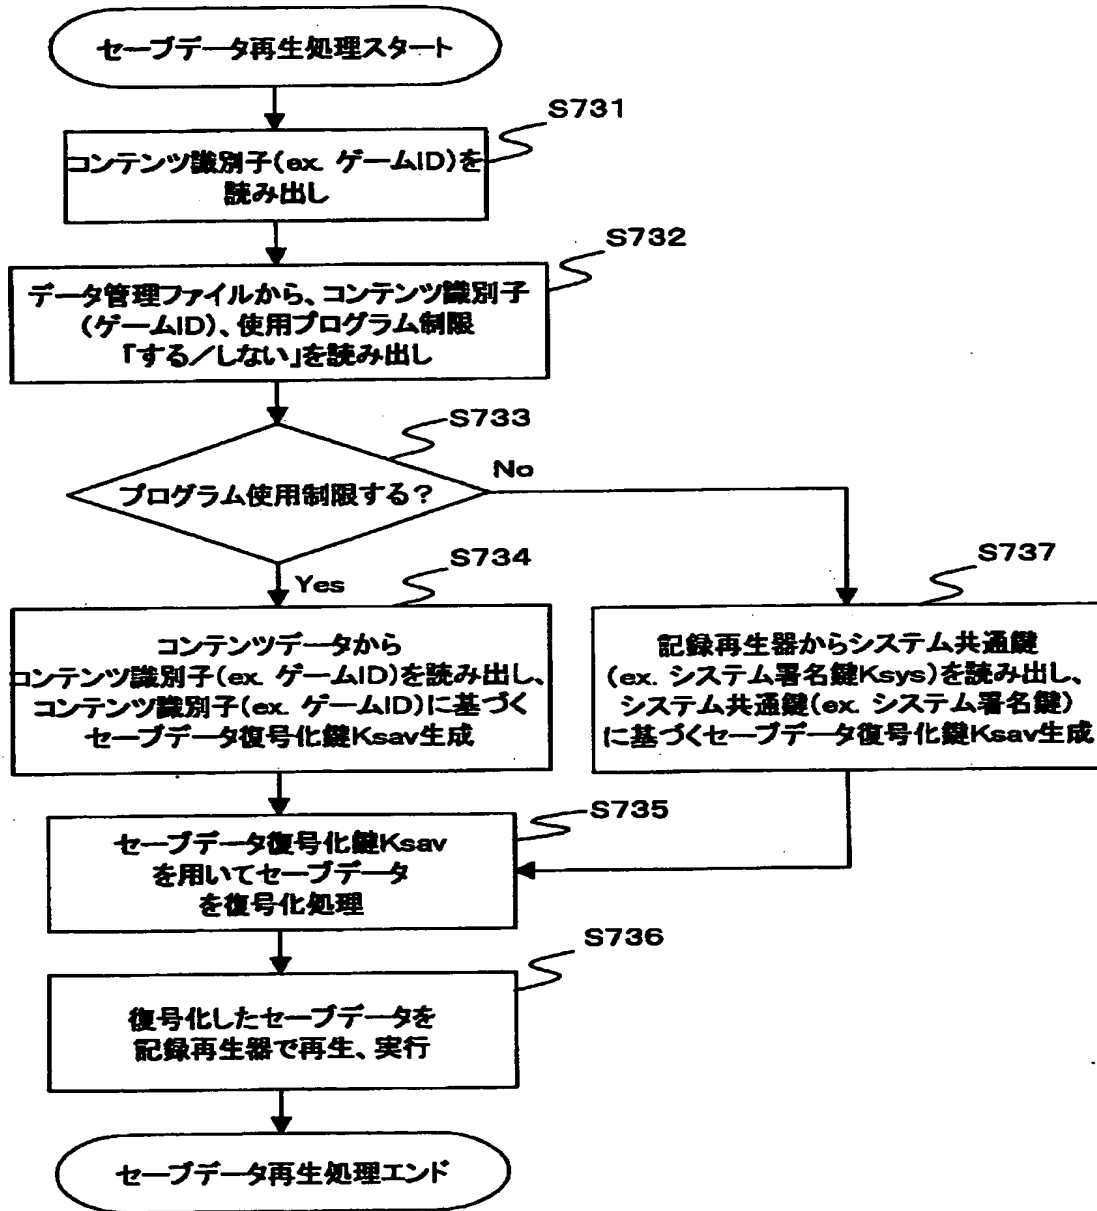 セーブデータ再生処理スタート
S731
コンテンツ識別子(ex. ゲームID)を
読み出し
S732
データ管理ファイルから、コンテンツ識別子
(ゲームID)、使用プログラム制限
「する/しない」を読み出し
S733
プログラム使用制限する?
No
Yes
S734
コンテンツデータから
コンテンツ識別子(ex. ゲームID)を読み出し、
コンテンツ識別子(ex. ゲームID)に基づく
セーブデータ復号化鍵Ksav生成
S737
記録再生器からシステム共通鍵
(ex. システム署名鍵Ksys)を読み出し、
システム共通鍵(ex. システム署名鍵)
に基づくセーブデータ復号化鍵Ksav生成
S735
セーブデータ復号化鍵Ksav
を用いてセーブデータ
を復号化処理
S736
復号化したセーブデータを
記録再生器で再生、実行
セーブデータ再生処理エンド